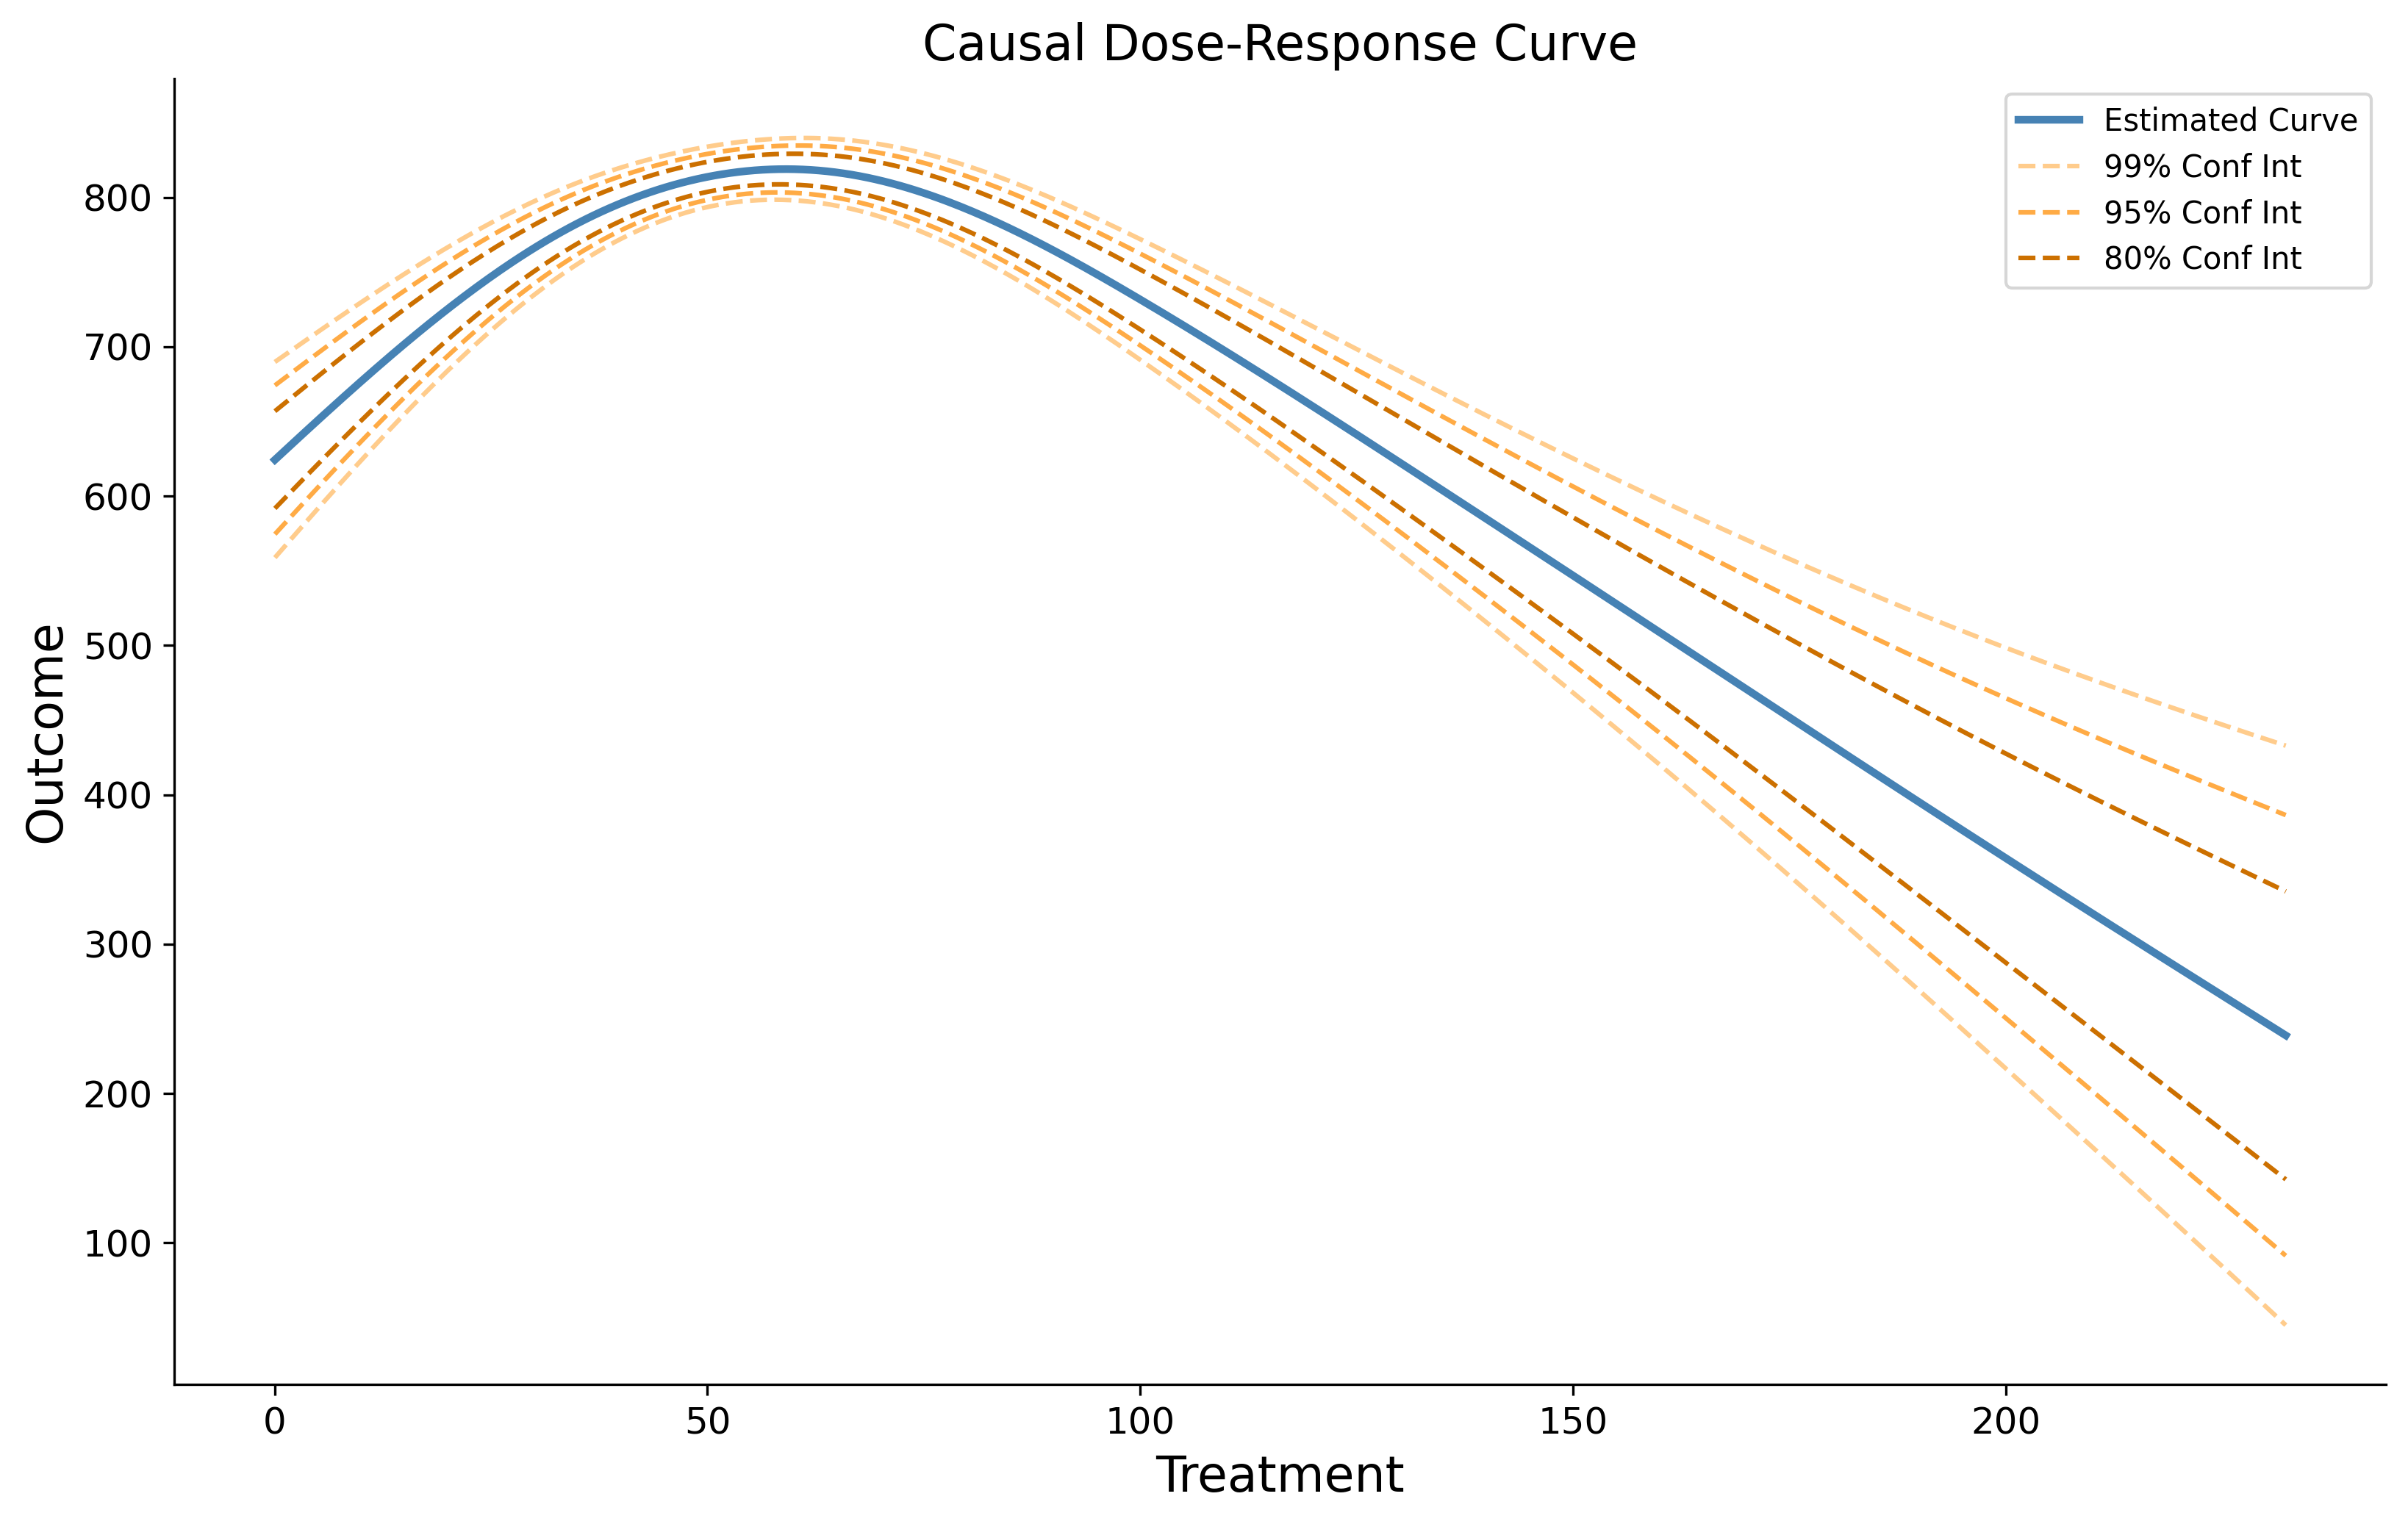 Causal Dose-Response Curve
Estimated Curve
99% Conf Int
95% Conf Int
80% Conf Int
Outcome
800
700
600
500
400
300
200
100
0 50 100 150 200
Treatment